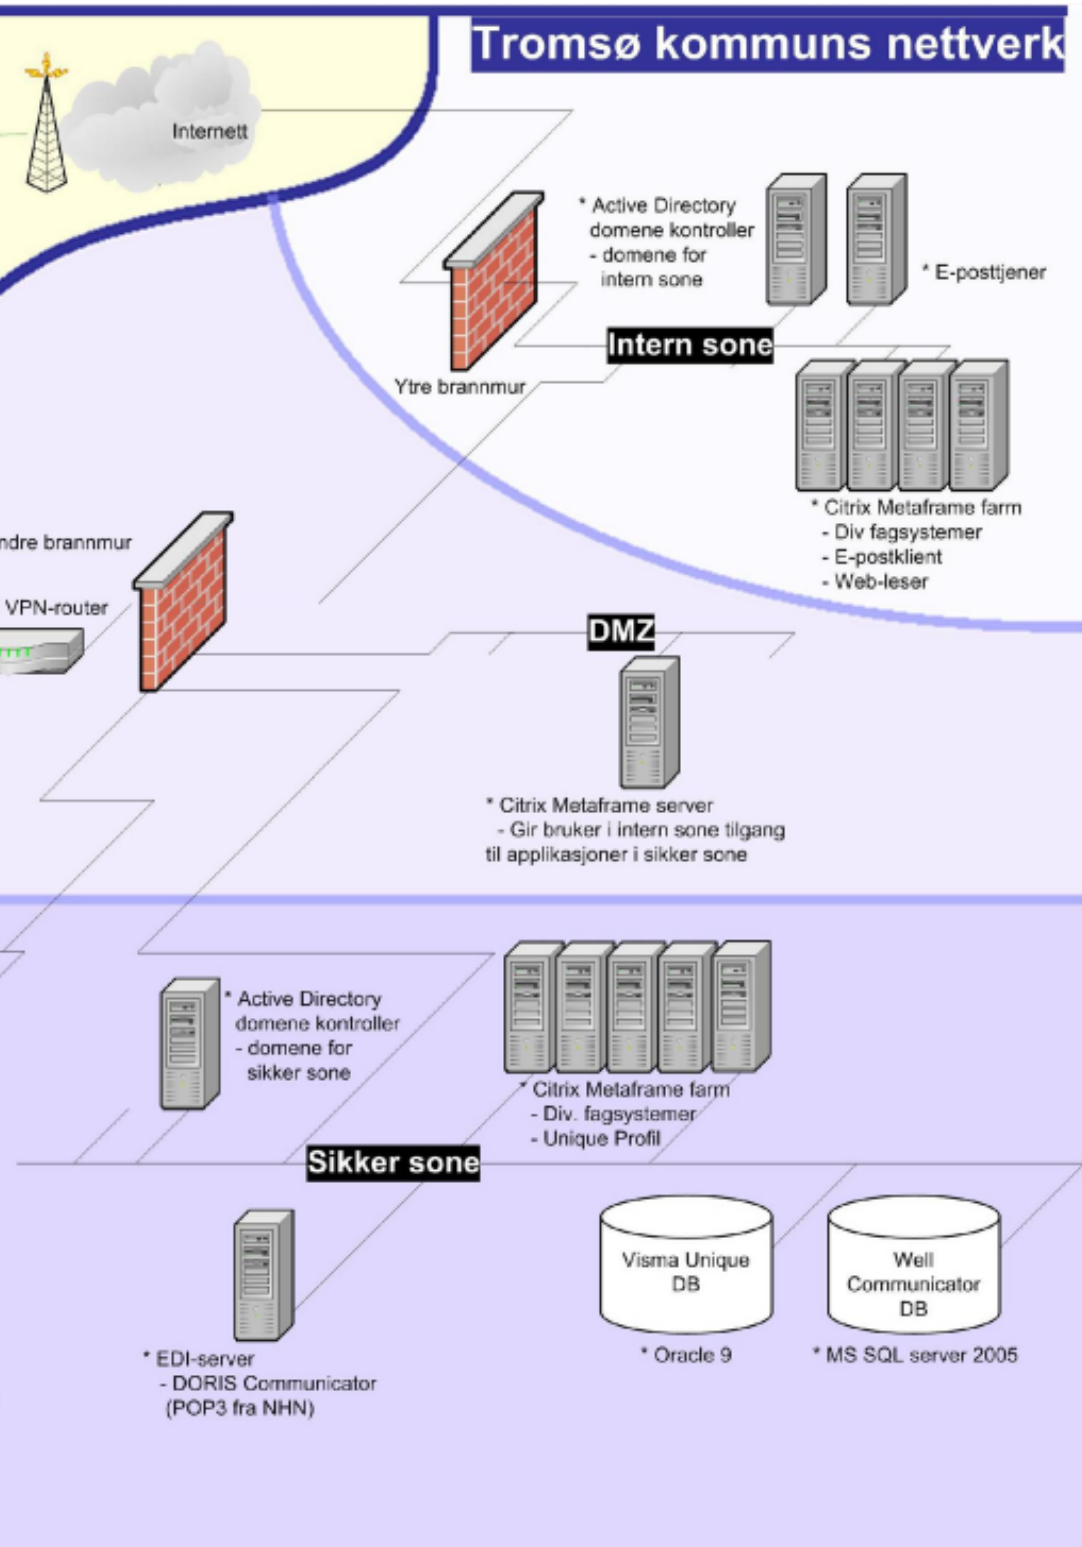 Tromsø kommuns nettverk
Internett
* Active Directory
domene kontroller
- domene for
intern sone
* E-posttjener
Intern sone
Ytre brannmur
* Citrix Metaframe farm
- Div fagsystemer
- E-postklient
- Web-leser
ndre brannmur
VPN-router
DMZ
* Citrix Metaframe server
- Gir bruker i intern sone tilgang
til applikasjoner i sikker sone
* Active Directory
domene kontroller
- domene for
sikker sone
* Citrix Metaframe farm
- Div. fagsystemer
- Unique Profil
Sikker sone
Visma Unique
DB
* Oracle 9
Well
Communicator
DB
* MS SQL server 2005
* EDI-server
- DORIS Communicator
(POP3 fra NHN)